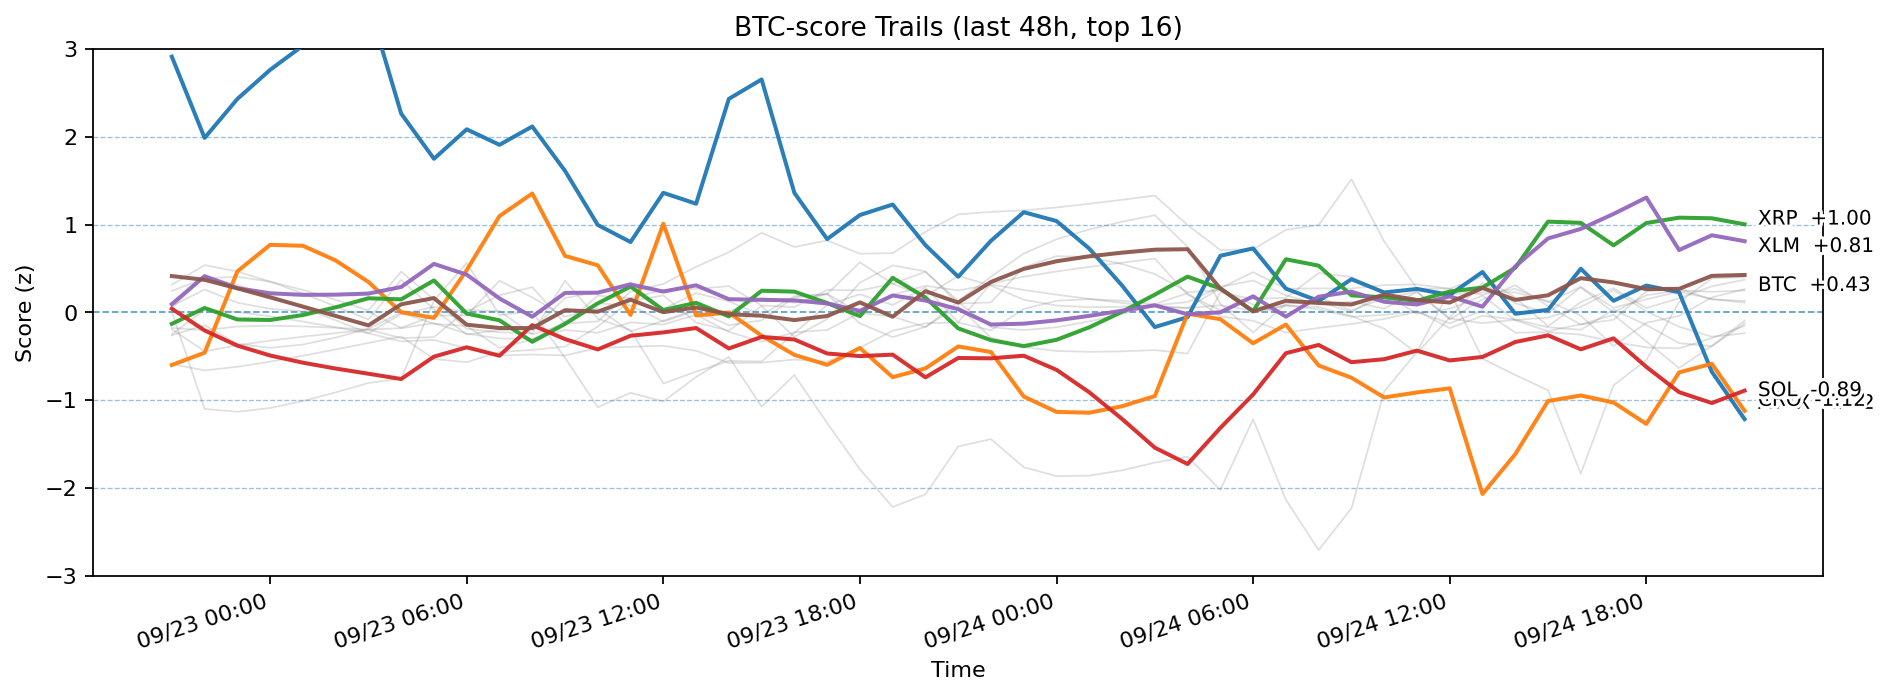 BTC-score Trails (last 48h, top 16)
Score (z)
3
2
1
0
−1
−2
−3
XRP +1.00
XLM +0.81
BTC +0.43
SOL -0.89
-1.12
09/23 00:00
09/23 06:00
09/23 12:00
09/23 18:00
09/24 00:00
09/24 06:00
09/24 12:00
09/24 18:00
Time